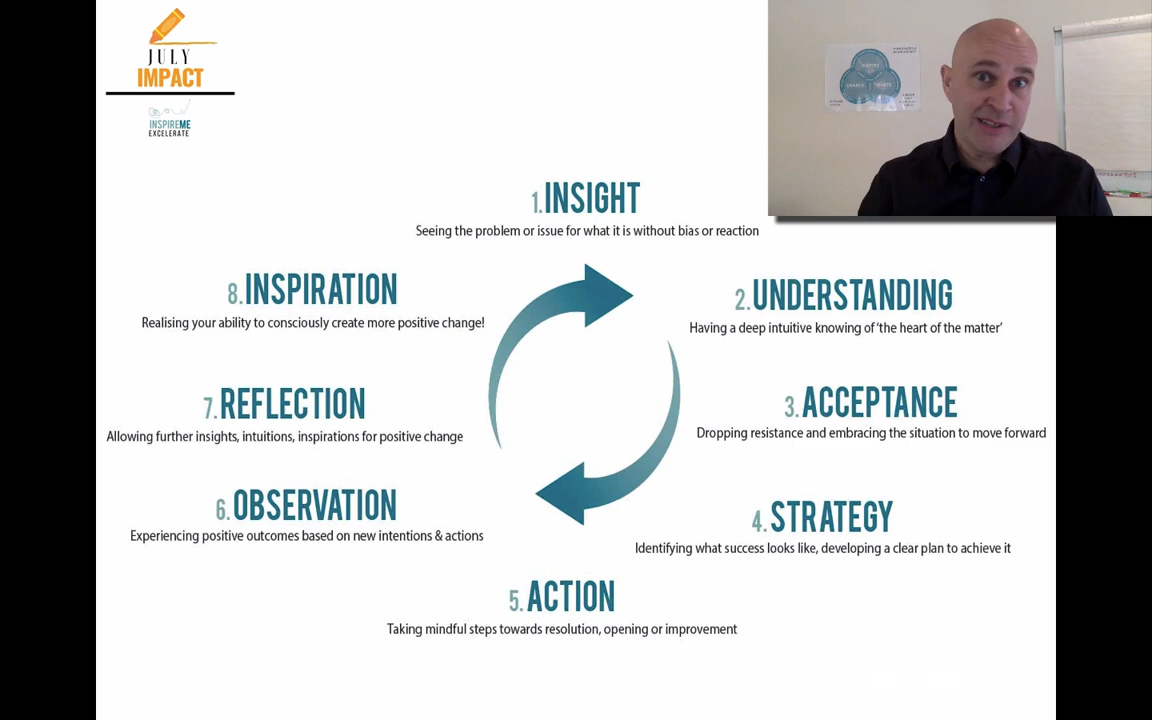 JULY
IMPACT
INSPIREME
EXCELERATE
1.INSIGHT
Seeing the problem or issue for what it is without bias or reaction
2.UNDERSTANDING
Having a deep intuitive knowing of 'the heart of the matter'
3.ACCEPTANCE
Dropping resistance and embracing the situation to move forward
4.STRATEGY
Identifying what success looks like, developing a clear plan to achieve it
5.ACTION
Taking mindful steps towards resolution, opening or improvement
6.OBSERVATION
Experiencing positive outcomes based on new intentions & actions
7.REFLECTION
Allowing further insights, intuitions, inspirations for positive change
8.INSPIRATION
Realising your ability to consciously create more positive change!